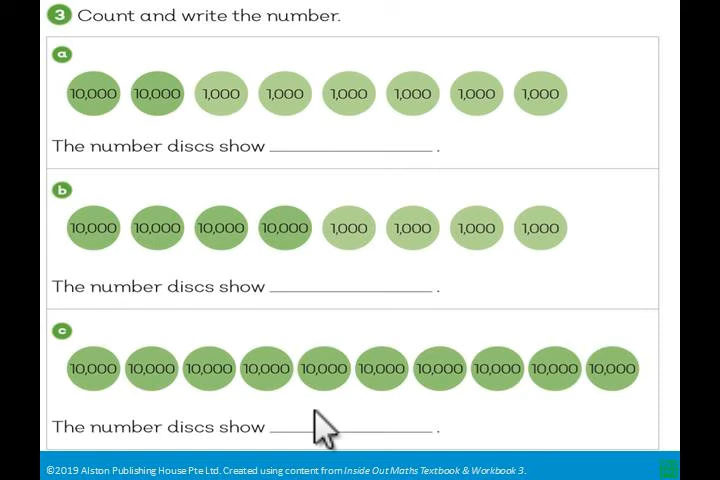 3 Count and write the number.
a
10,000 10,000 1,000 1,000 1,000 1,000 1,000 1,000
The number discs show ______________ .
b
10,000 10,000 10,000 10,000 1,000 1,000 1,000 1,000
The number discs show ______________ .
c
10,000 10,000 10,000 10,000 10,000 10,000 10,000 10,000 10,000 10,000
The number discs show ______________ .
©2019 Alston Publishing House Pte Ltd. Created using content from Inside Out Maths Textbook & Workbook 3.